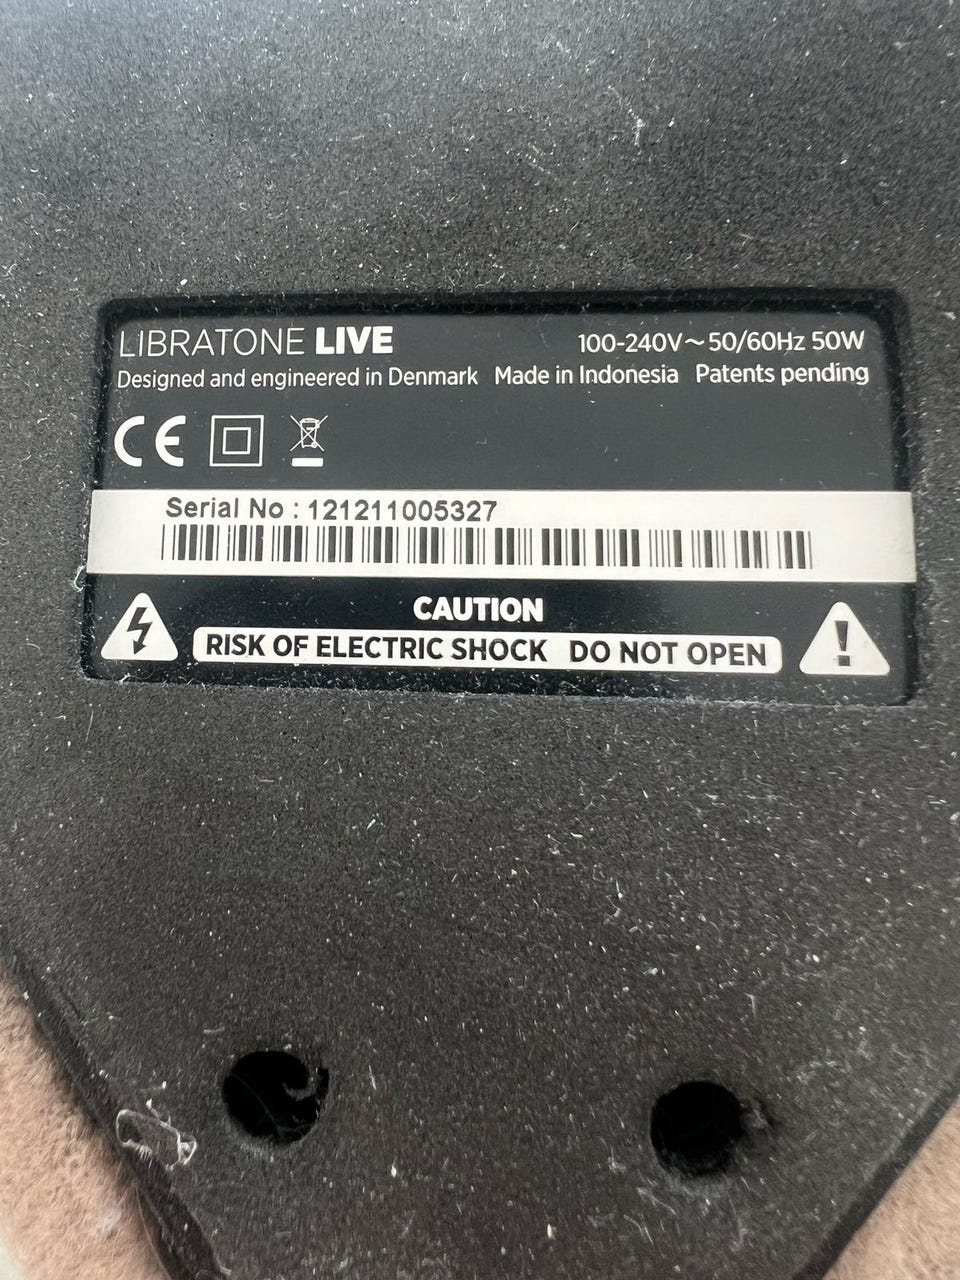 LIBRATONE LIVE 100-240V~50/60Hz 50W
Designed and engineered in Denmark Made in Indonesia Patents pending
CE
Serial No : 121211005327
CAUTION
RISK OF ELECTRIC SHOCK DO NOT OPEN